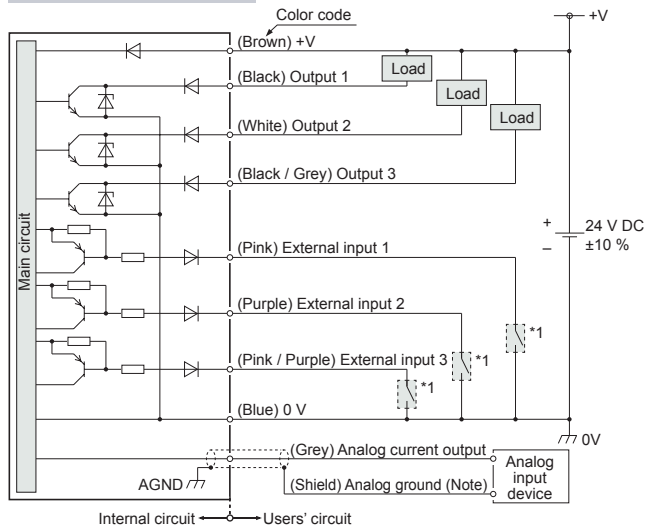 Color code
+V
(Brown) +V
Load
(Black) Output 1
Load
(White) Output 2
Load
(Black / Grey) Output 3
Main circuit
+
24 V DC
–
±10 %
(Pink) External input 1
*1
(Purple) External input 2
*1
(Pink / Purple) External input 3
*1
(Blue) 0 V
0V
(Grey) Analog current output
Analog
input
device
AGND
(Shield) Analog ground (Note)
Internal circuit
Users' circuit